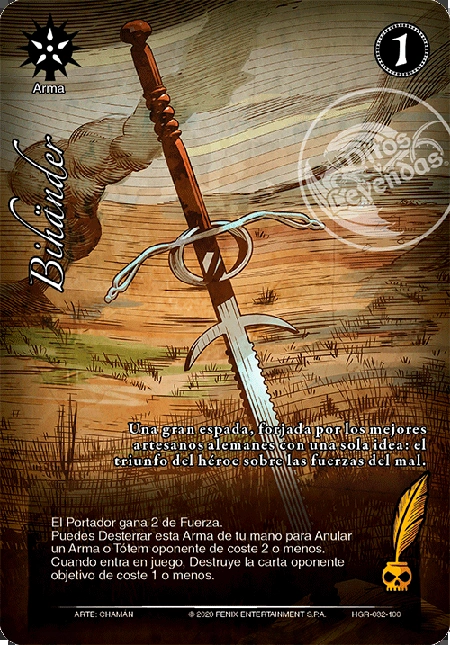 1
Arma
Mitos
Leyendas
Bihänder
Una gran espada, forjada por los mejores
artesanos alemanes con una sola idea: el
triunfo del héroe sobre las fuerzas del mal.
El Portador gana 2 de Fuerza.
Puedes Desterrar esta Arma de tu mano para Anular
un Arma o Tótem oponente de coste 2 o menos.
Cuando entra en juego, Destruye la carta oponente
objetivo de coste 1 o menos.
ARTE: CHAMAN
© 2020 FENIX ENTERTAINMENT S.P.A.
HGR-032-100